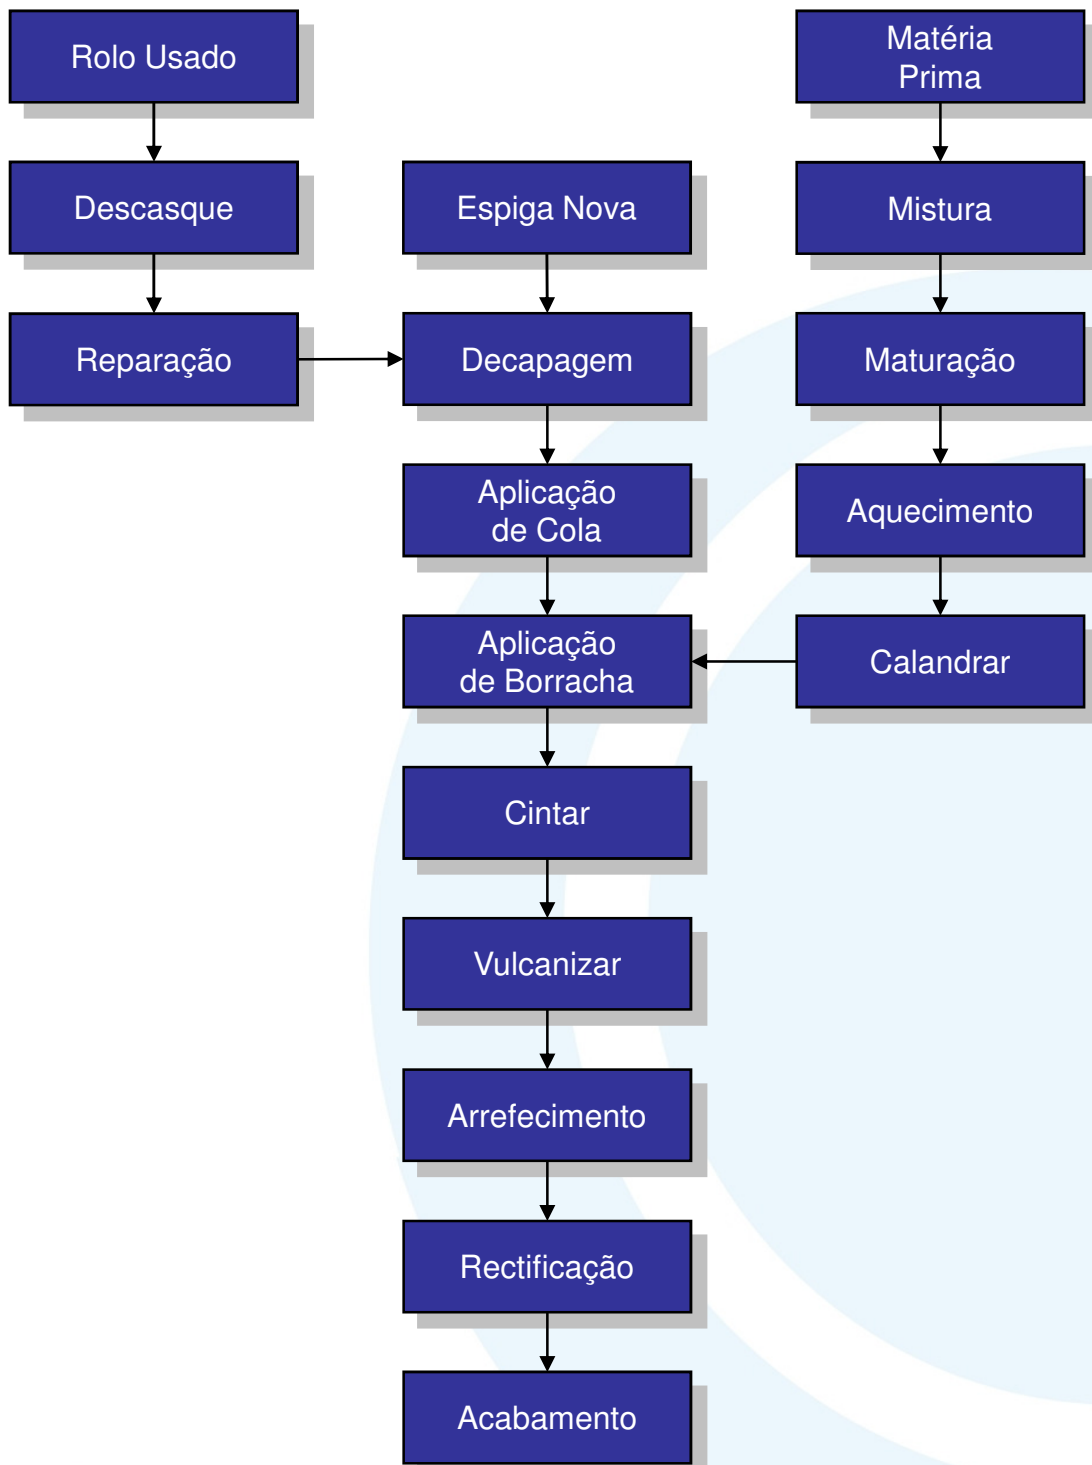 Rolo Usado
Matéria
Prima
Descasque
Espiga Nova
Mistura
Reparação
Decapagem
Maturação
Aplicação
de Cola
Aquecimento
Aplicação
de Borracha
Calandrar
Cintar
Vulcanizar
Arrefecimento
Rectificação
Acabamento